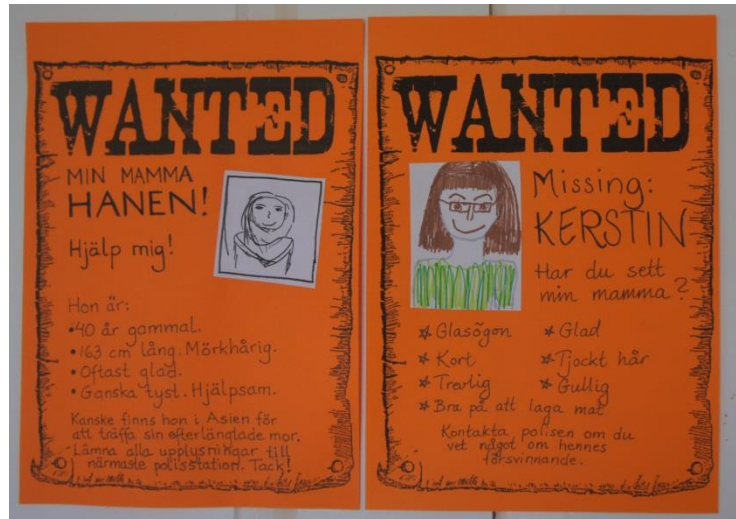 WANTED
MIN MAMMA
HANEN!
Hjälp mig!
Hon är:
•40 år gammal.
•163 cm lång. Mörkhårig.
•Oftast glad.
•Ganska tyst. Hjälpsam.
Kanske finns hon i Asien för
att träffa sin efterlänglade mor.
Lämna alla upplysningar till
närmaste polisstation. Tack!
WANTED
Missing:
KERSTIN
Har du sett
min mamma?
Glasögon
Glad
Kort
Tjockt hår
Trevlig
Gullig
Bra på att laga mat
Kontakta polisen om du
vet något om hennes
försvinnande.